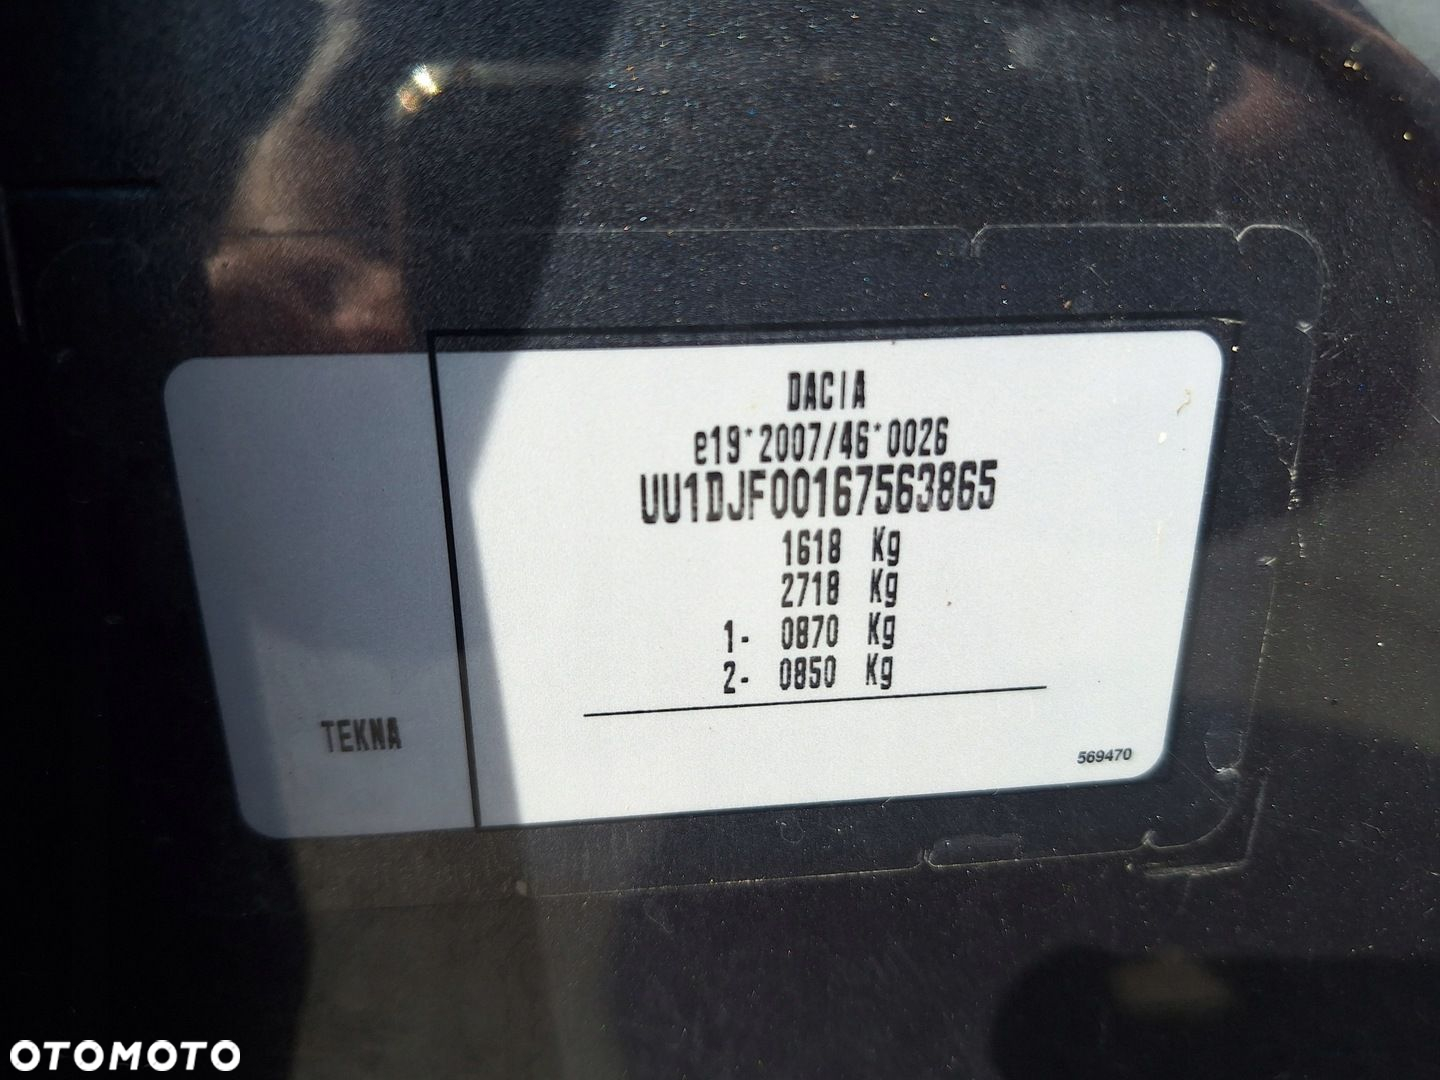 DACIA
e19*2007/46*0026
UU1DJF00167563865
1618 Kg
2718 Kg
1- 0870 Kg
2- 0850 Kg
TEKNA
569470
OTOMOTO